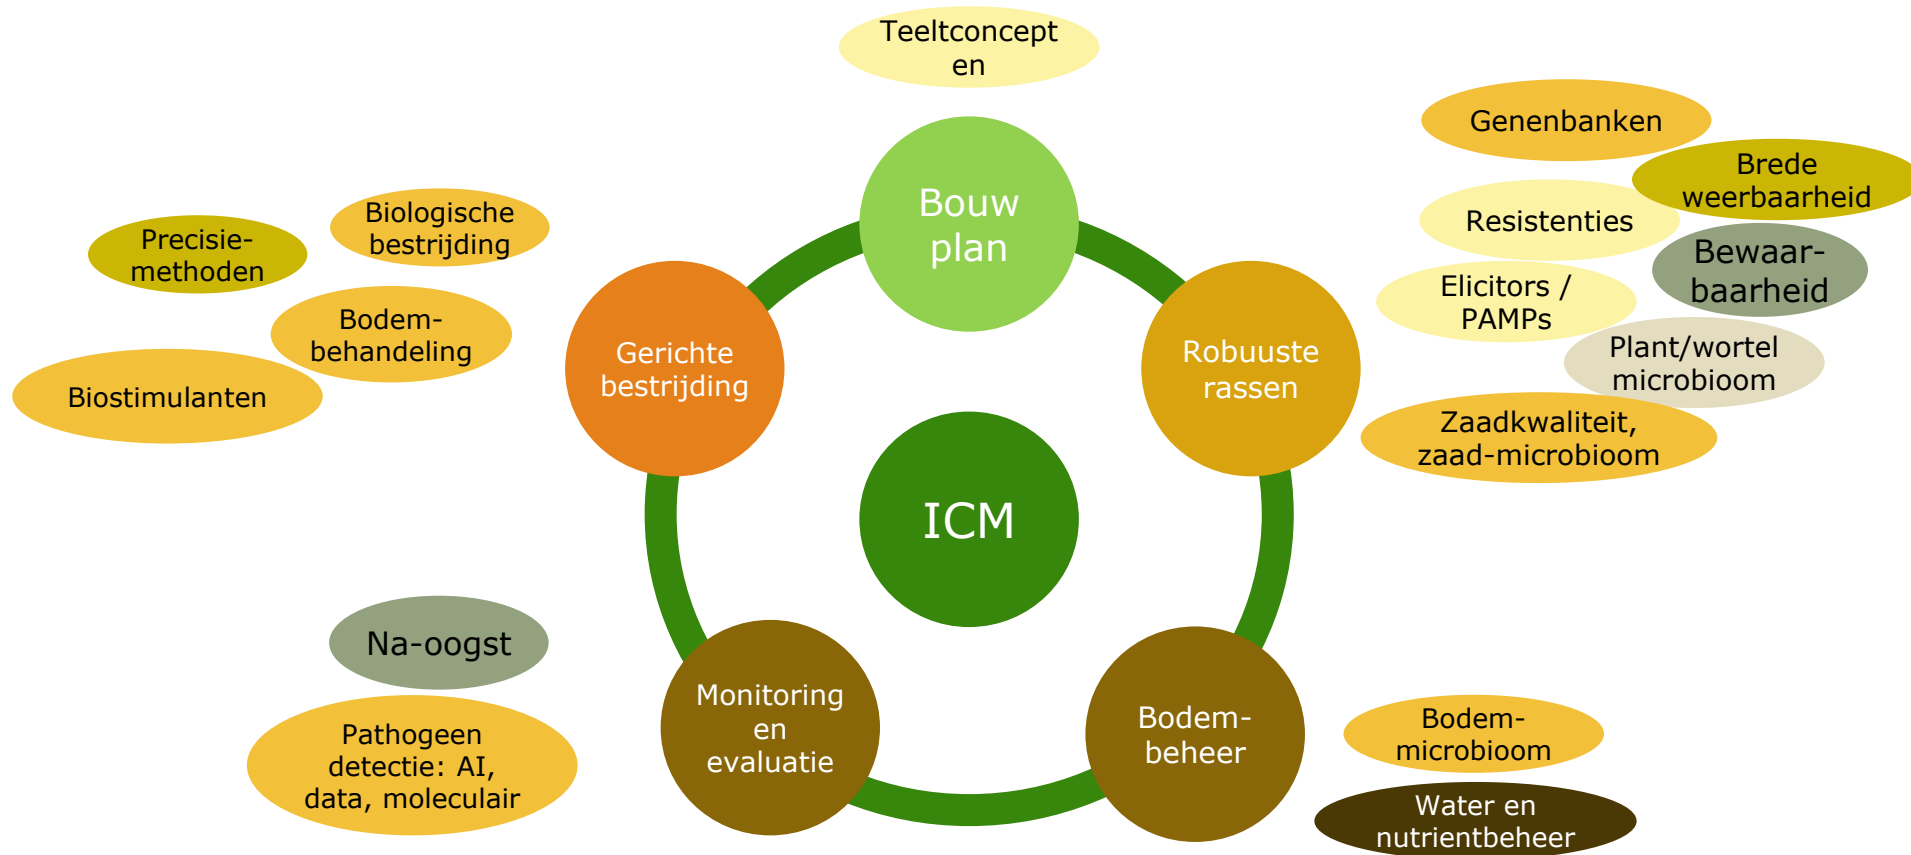 Teeltconcept
en
Genenbanken
Brede
weerbaarheid
Resistenties
Bewaar-
baarheid
Elicitors /
PAMPs
Plant/wortel
microbioom
Zaadkwaliteit,
zaad-microbioom
Biologische
bestrijding
Precisie-
methoden
Bodem-
behandeling
Biostimulanten
Bouw
plan
Gerichte
bestrijding
Robuuste
rassen
ICM
Na-oogst
Pathogeen
detectie: AI,
data, moleculair
Monitoring
en
evaluatie
Bodem-
beheer
Bodem-
microbioom
Water en
nutrientbeheer